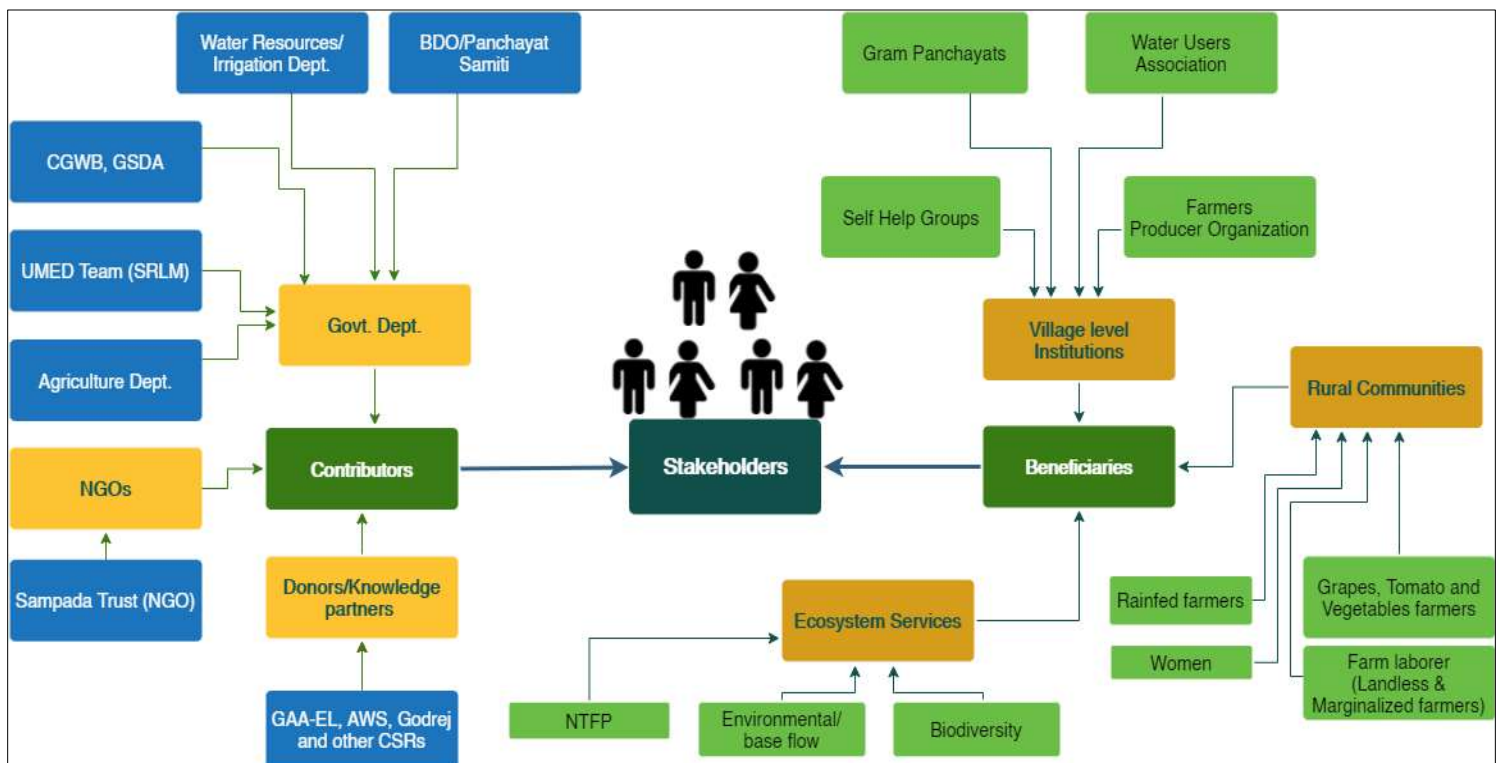 Water Resources/
Irrigation Dept.
BDO/Panchayat
Samiti
Gram Panchayats
Water Users
Association
CGWB, GSDA
Self Help Groups
Farmers
Producer Organization
UMED Team (SRLM)
Govt. Dept.
Village level
Institutions
Agriculture Dept.
Rural Communities
NGOs
Contributors
Stakeholders
Beneficiaries
Sampada Trust (NGO)
Donors/Knowledge
partners
Ecosystem Services
Rainfed farmers
Grapes, Tomato and
Vegetables farmers
Women
Farm laborer
(Landless &
Marginalized farmers)
GAA-EL, AWS, Godrej
and other CSRs
NTFP
Environmental/
base flow
Biodiversity